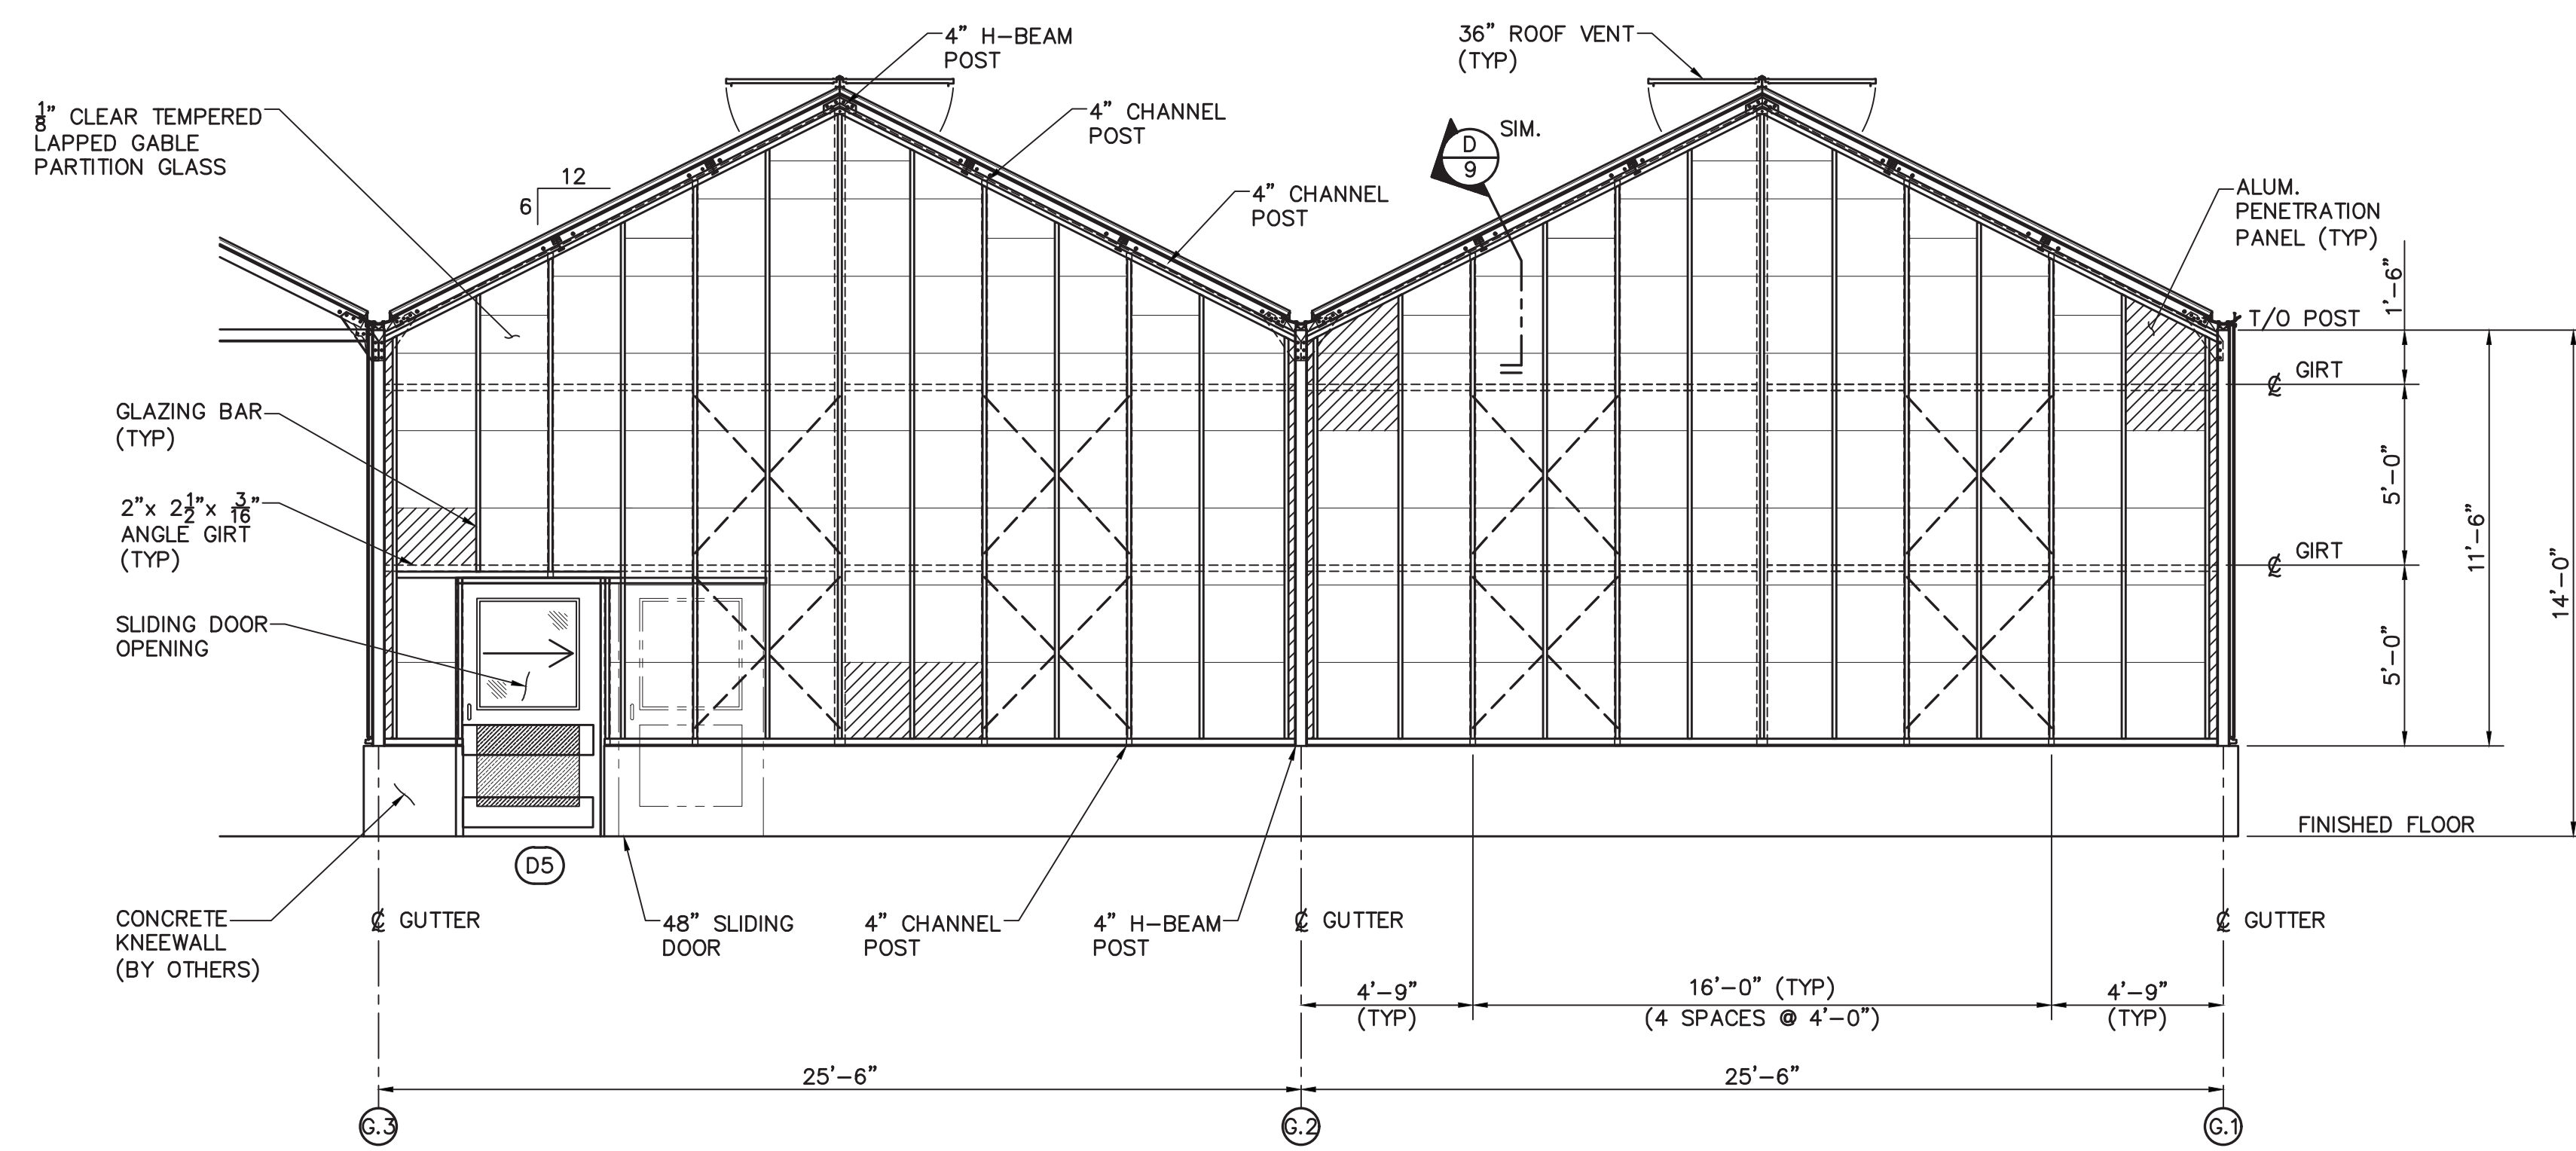 4” H-BEAM
POST
36” ROOF VENT
(TYP)
1/8” CLEAR TEMPERED
LAPPED GABLE
PARTITION GLASS
4” CHANNEL
POST
D
9
SIM.
12
6
4” CHANNEL
POST
ALUM.
PENETRATION
PANEL (TYP)
1'-6”
T/O POST
℄ GIRT
GLAZING BAR
(TYP)
5'-0”
2”x 2 1/2”x 3/16”
ANGLE GIRT
(TYP)
11'-6”
℄ GIRT
14'-0”
SLIDING DOOR
OPENING
5'-0”
FINISHED FLOOR
D5
CONCRETE
KNEEWALL
(BY OTHERS)
℄ GUTTER
48” SLIDING
DOOR
4” CHANNEL
POST
4” H-BEAM
POST
℄ GUTTER
℄ GUTTER
4'-9”
(TYP)
16'-0” (TYP)
(4 SPACES @ 4'-0”)
4'-9”
(TYP)
25'-6”
25'-6”
G.3
G.2
G.1